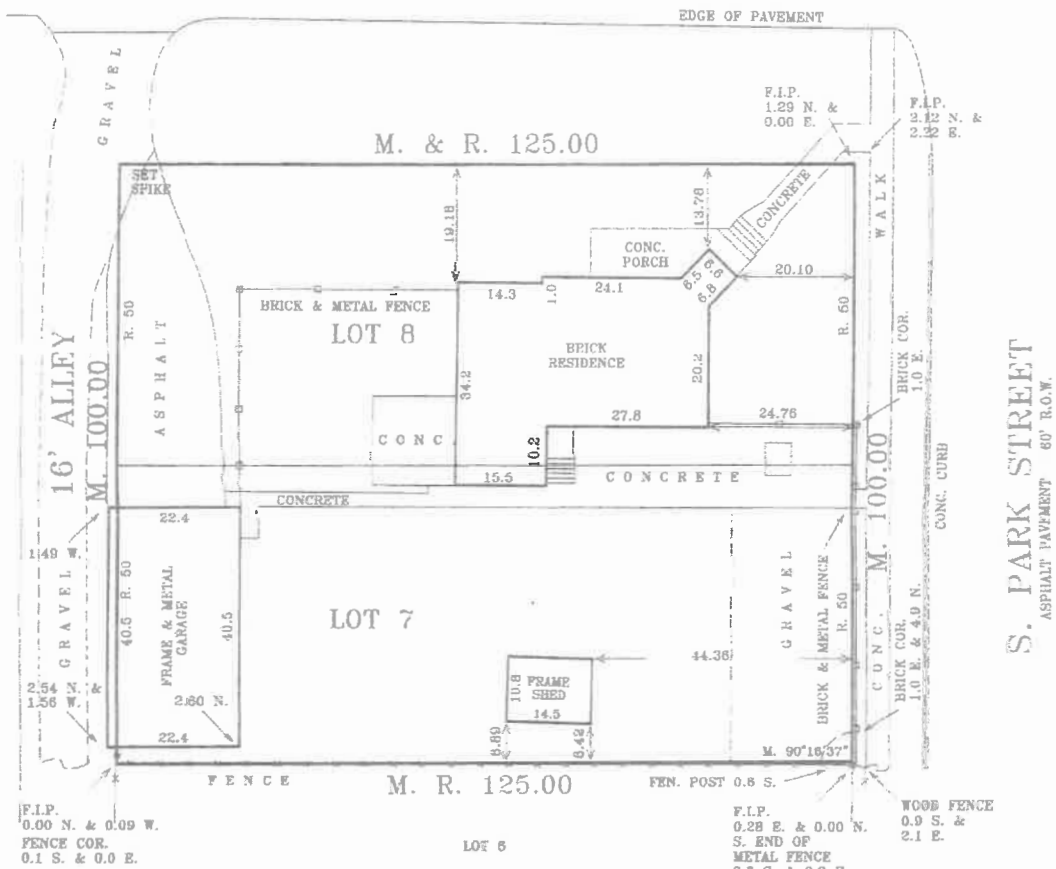 EDGE OF PAVEMENT
GRAVEL
F.I.P.
1.29 N. &
0.00 E.
F.I.P.
2.12 N. &
2.22 E.
M. & R. 125.00
SET
SPIKE
19.18
13.78
CONCRETE
WALK
CONC.
PORCH
6.5
6.8
6.8
20.10
14.3
1.0
24.1
BRICK & METAL FENCE
LOT 8
R. 50
ASPHALT
16' ALLEY
M. 100.00
BRICK
RESIDENCE
34.2
20.2
R. 50
BRICK COR.
1.0 E.
27.8
24.76
CONC.
10.2
15.5
CONCRETE
CONCRETE
M. 100.00
CONC. CURB
S. PARK STREET
ASPHALT PAVEMENT 60' R.O.W.
22.4
1.49 W.
GRAVEL
40.5
R. 50
FRAME & METAL
GARAGE
40.5
LOT 7
GRAVEL
BRICK & METAL FENCE
R. 50
CONC.
BRICK COR.
1.0 E. & 4.9 N.
44.36
FRAME
SHED
10.8
14.5
2.54 N. &
1.56 W.
2.60 N.
22.4
M. 90°16'37"
FENCE
M. R. 125.00
FEN. POST 0.8 S.
F.I.P.
0.00 N. & 0.09 W.
FENCE COR.
0.1 S. & 0.0 E.
LOT 6
F.I.P.
0.28 E. & 0.00 N.
S. END OF
METAL FENCE
WOOD FENCE
0.9 S. &
2.1 E.